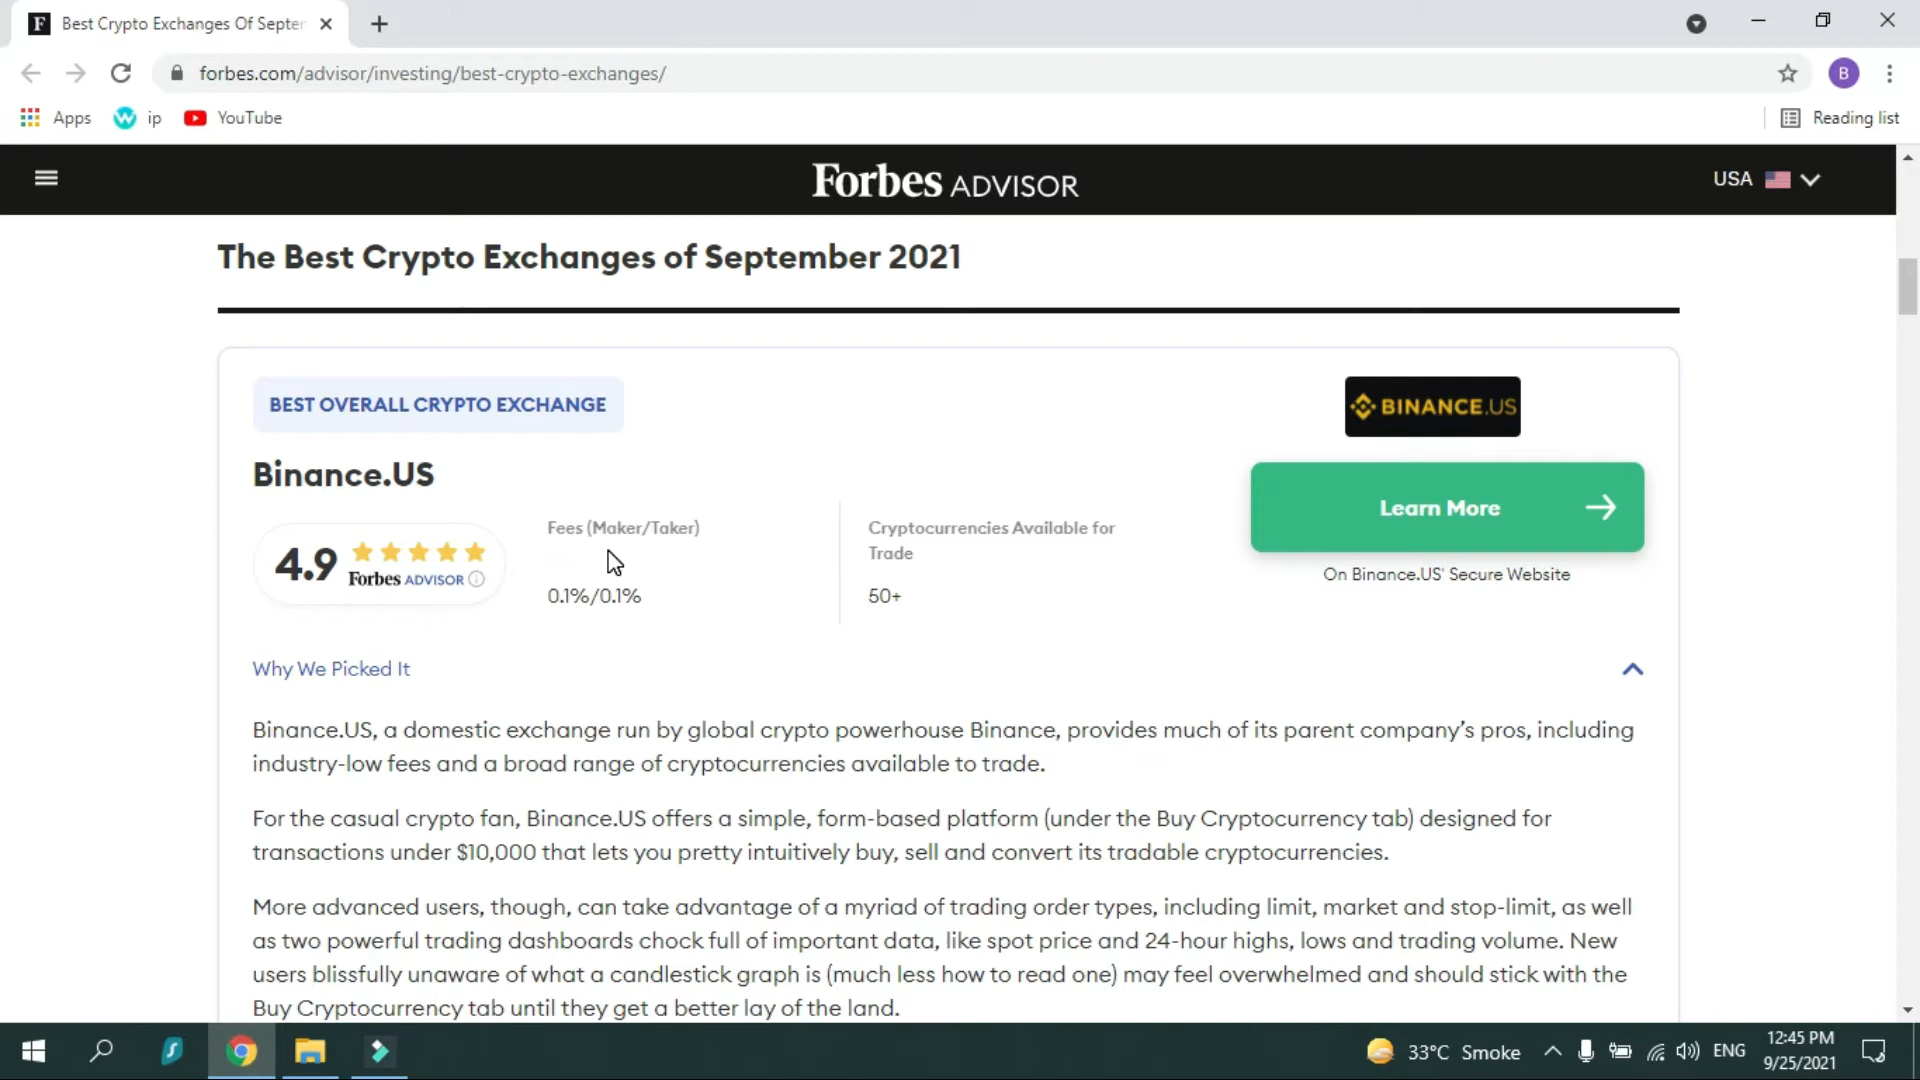 F Best Crypto Exchanges Of Septer
forbes.com/advisor/investing/best-crypto-exchanges/
B
Apps
ip
YouTube
Reading list
Forbes ADVISOR
USA
The Best Crypto Exchanges of September 2021
BEST OVERALL CRYPTO EXCHANGE
BINANCE.US
Binance.US
Learn More
4.9
Forbes ADVISOR
Fees (Maker/Taker)
0.1%/0.1%
Cryptocurrencies Available for
Trade
50+
On Binance.US' Secure Website
Why We Picked It
Binance.US, a domestic exchange run by global crypto powerhouse Binance, provides much of its parent company’s pros, including
industry-low fees and a broad range of cryptocurrencies available to trade.
For the casual crypto fan, Binance.US offers a simple, form-based platform (under the Buy Cryptocurrency tab) designed for
transactions under $10,000 that lets you pretty intuitively buy, sell and convert its tradable cryptocurrencies.
More advanced users, though, can take advantage of a myriad of trading order types, including limit, market and stop-limit, as well
as two powerful trading dashboards chock full of important data, like spot price and 24-hour highs, lows and trading volume. New
users blissfully unaware of what a candlestick graph is (much less how to read one) may feel overwhelmed and should stick with the
Buy Cryptocurrency tab until they get a better lay of the land.
33°C Smoke
ENG
12:45 PM
9/25/2021